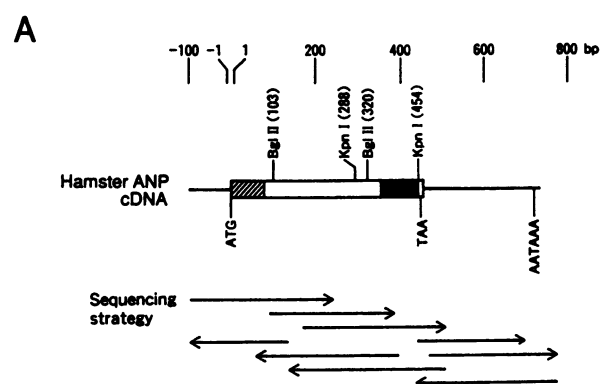 A
-100 -1 1 200 400 600 800 bp
Bgl II (103) Kpn I (288) Bgl II (320) Kpn I (454)
Hamster ANP
cDNA
ATG TAA AATAAA
Sequencing
strategy